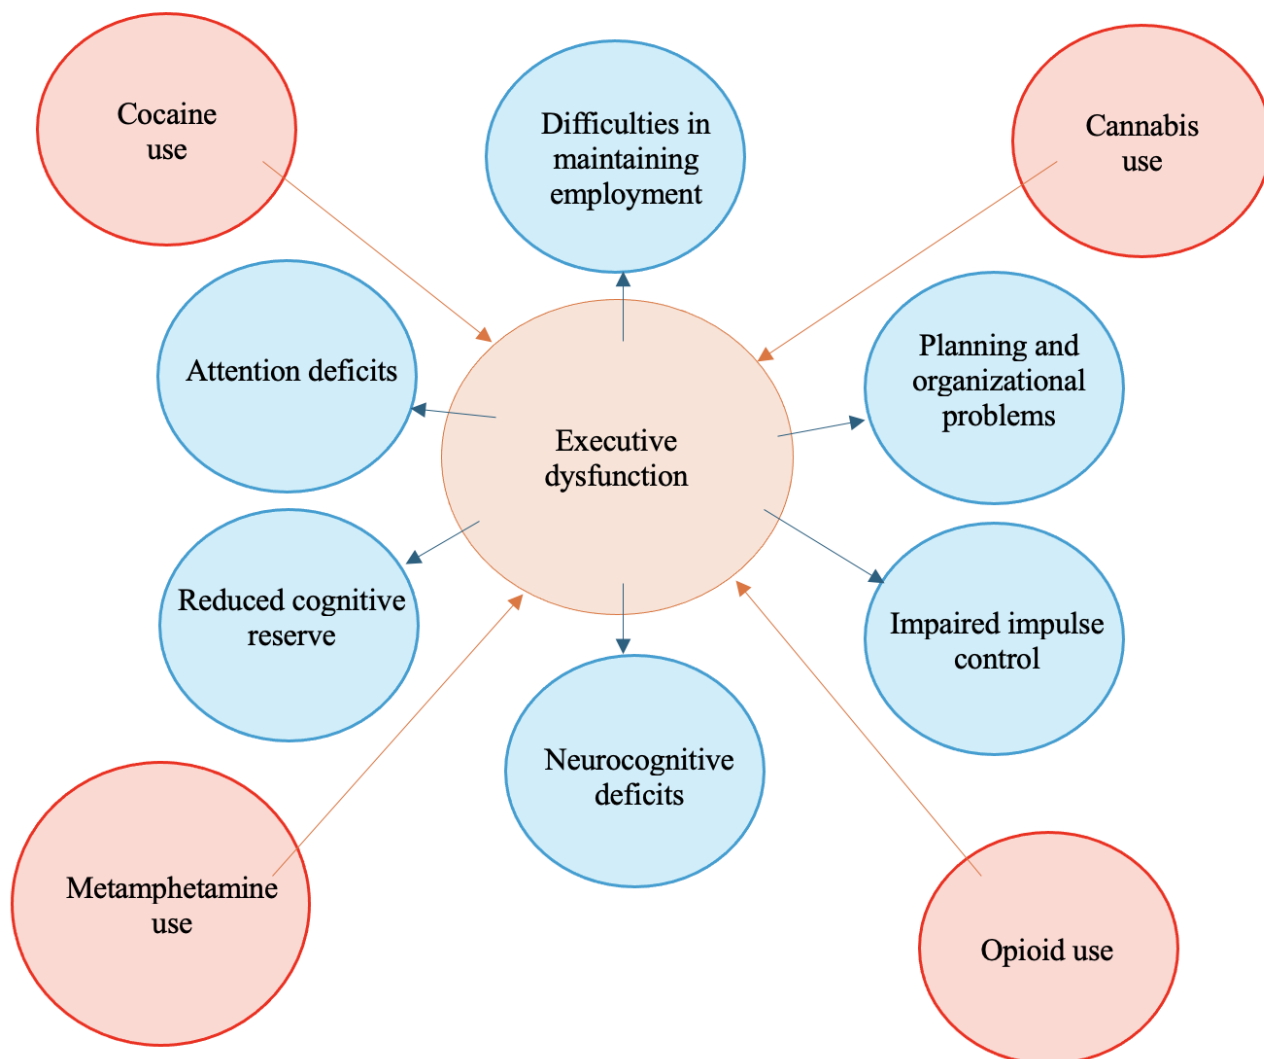 Cocaine
use
Difficulties in
maintaining
employment
Cannabis
use
Attention deficits
Planning and
organizational
problems
Executive
dysfunction
Reduced cognitive
reserve
Impaired impulse
control
Neurocognitive
deficits
Metamphetamine
use
Opioid use